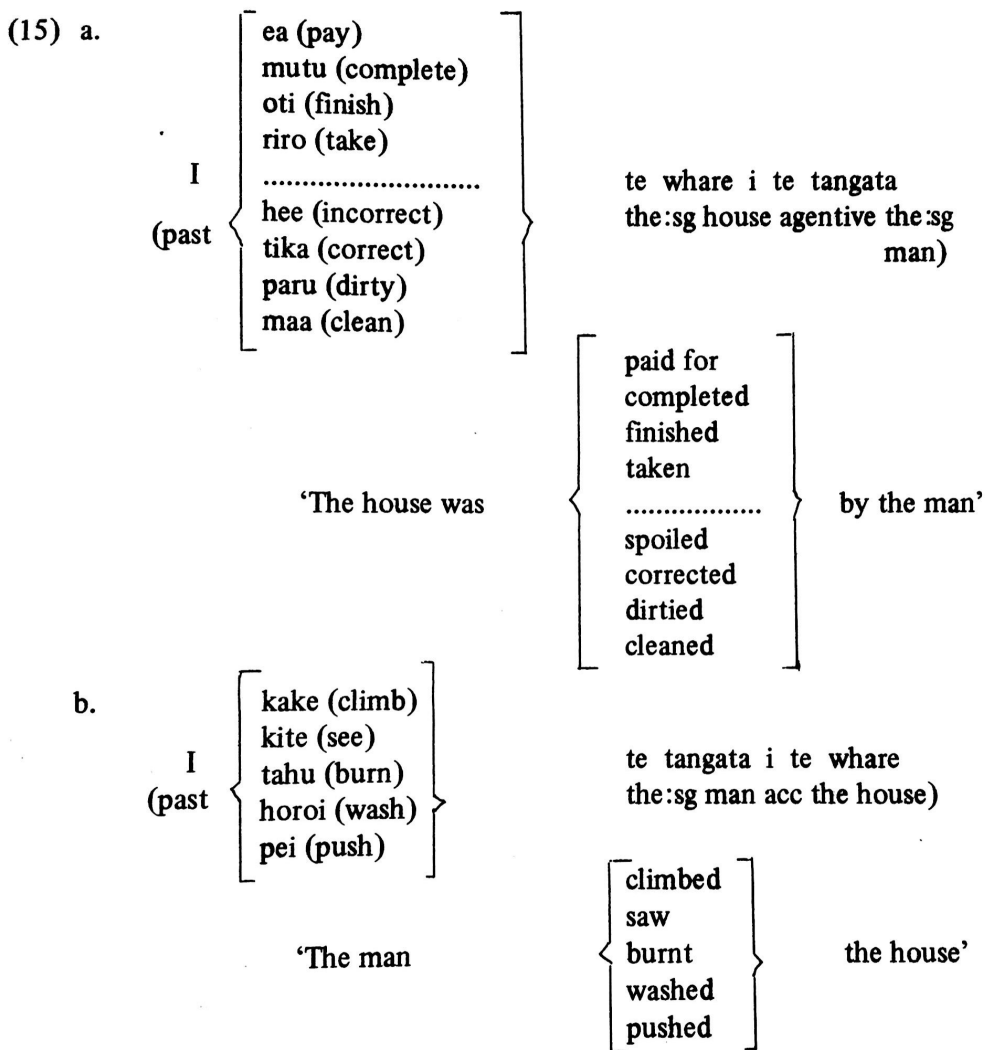 (15) a.
ea (pay)
mutu (complete)
oti (finish)
riro (take)
I
............................
te whare i te tangata
(past
hee (incorrect)
the:sg house agentive the:sg
tika (correct)
man)
paru (dirty)
maa (clean)
paid for
completed
finished
taken
‘The house was
...................
by the man’
spoiled
corrected
dirtied
cleaned
b.
kake (climb)
kite (see)
I
te tangata i te whare
(past
tahu (burn)
the:sg man acc the house)
horoi (wash)
pei (push)
climbed
saw
‘The man
burnt
the house’
washed
pushed